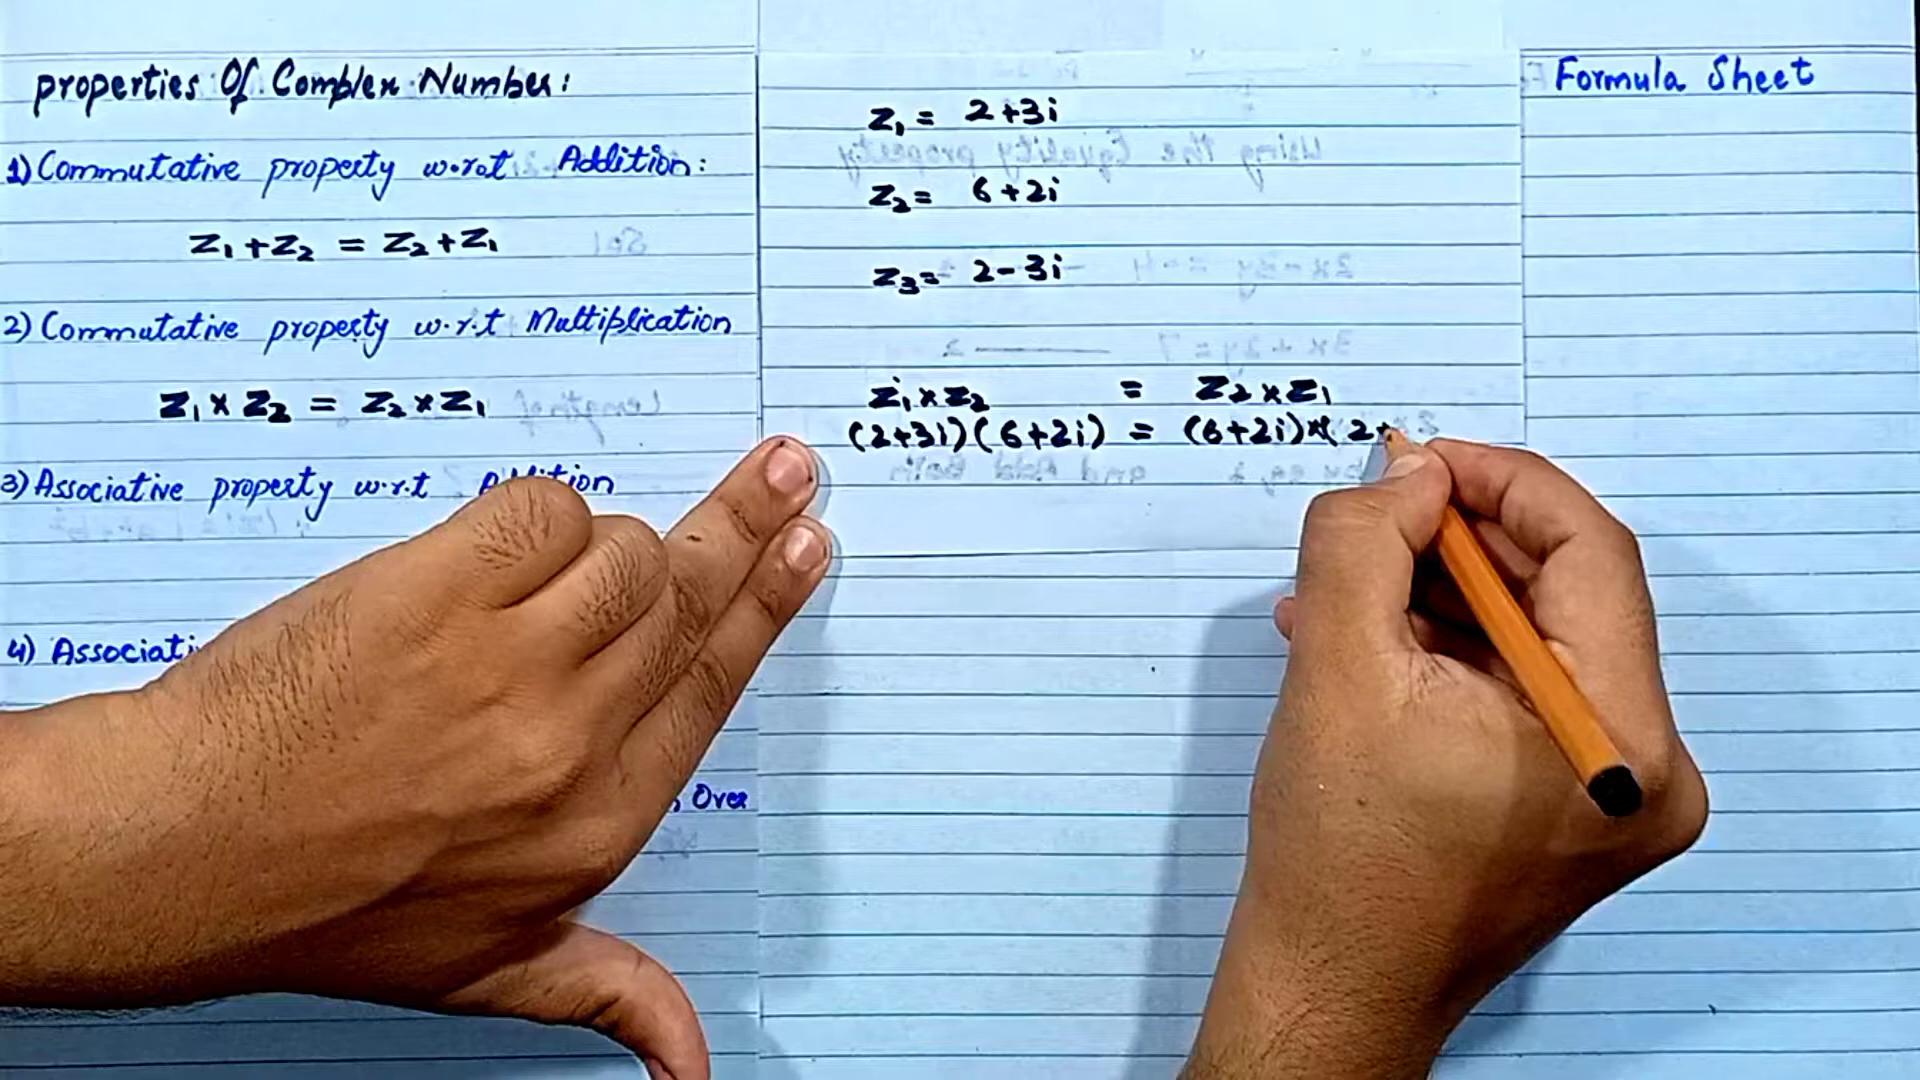 properties Of Complex Number:
1) Commutative property w.r.t Addition:
Z₁ + Z₂ = Z₂ + Z₁
2) Commutative property w.r.t Multiplication
Z₁ × Z₂ = Z₂ × Z₁
3) Associative property w.r.t Addition
4) Associati
Over
Z₁ = 2+3i
Z₂ = 6+2i
Z₃ = 2-3i
Z₁ × Z₂ = Z₂ × Z₁
(2+3i)(6+2i) = (6+2i)×(2+
Formula Sheet